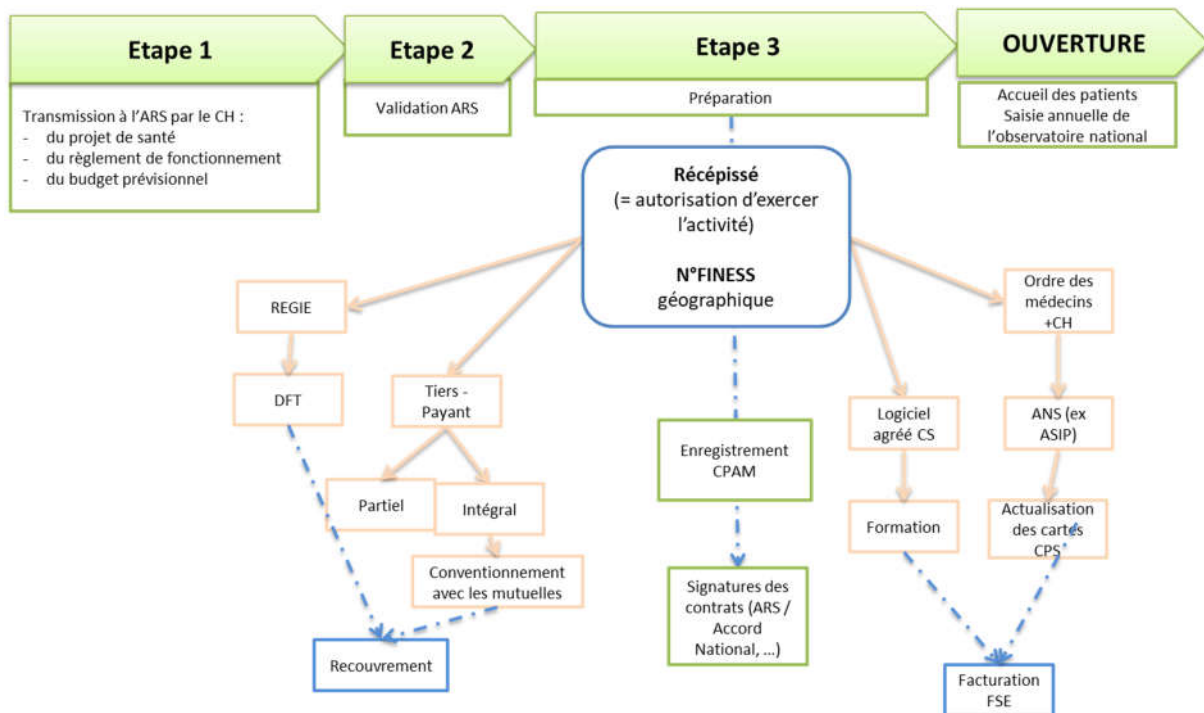 Etape 1
Etape 2
Etape 3
OUVERTURE
Transmission à l'ARS par le CH :
- du projet de santé
- du règlement de fonctionnement
- du budget prévisionnel
Validation ARS
Préparation
Accueil des patients
Saisie annuelle de
l'observatoire national
Récépissé
(= autorisation d'exercer
l'activité)
N°FINESS
géographique
REGIE
Ordre des
médecins
+CH
DFT
Tiers -
Payant
Logiciel
agréé CS
ANS (ex
ASIP)
Enregistrement
CPAM
Partiel
Intégral
Formation
Actualisation
des cartes
CPS
Conventionnement
avec les mutuelles
Signatures des
contrats (ARS /
Accord
National, ...)
Recouvrement
Facturation
FSE